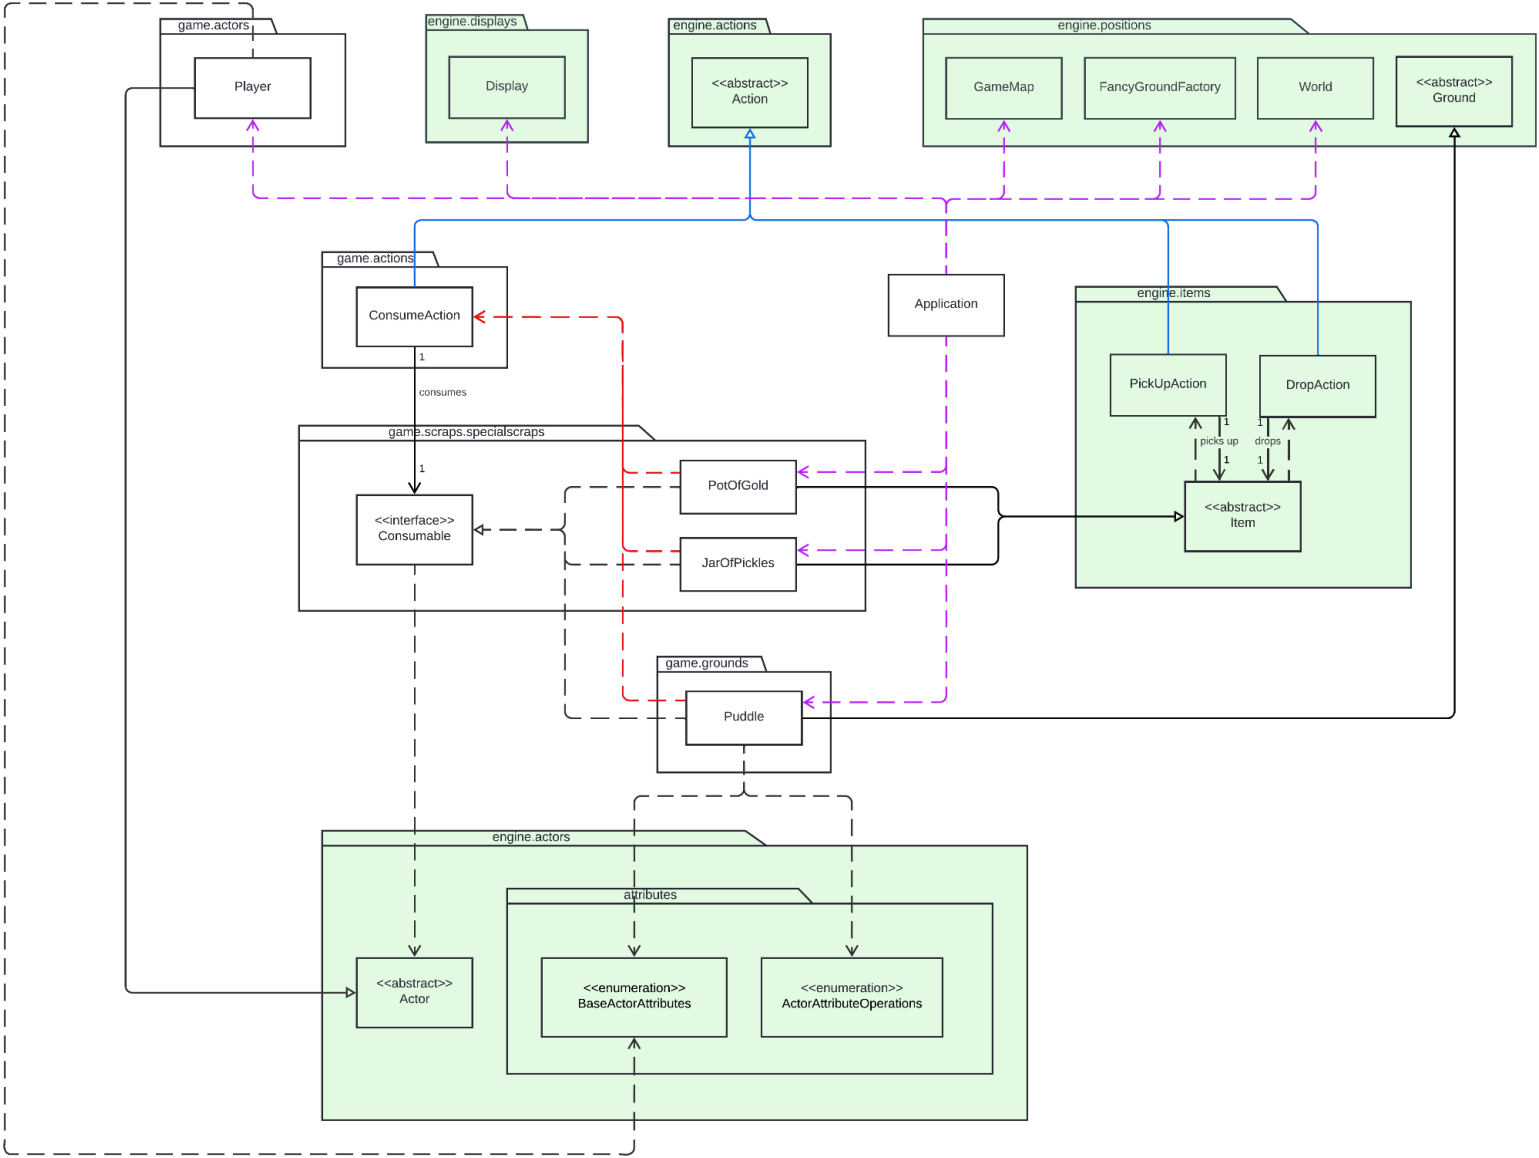 game.actors
Player
engine.displays
Display
engine.actions
<<abstract>>
Action
engine.positions
GameMap
FancyGroundFactory
World
<<abstract>>
Ground
game.actions
ConsumeAction
1
consumes
1
Application
engine.items
PickUpAction
DropAction
1
picks up
1
1
drops
1
<<abstract>>
Item
game.scraps.specialscraps
<<interface>>
Consumable
PotOfGold
JarOfPickles
game.grounds
Puddle
engine.actors
attributes
<<abstract>>
Actor
<<enumeration>>
BaseActorAttributes
<<enumeration>>
ActorAttributeOperations